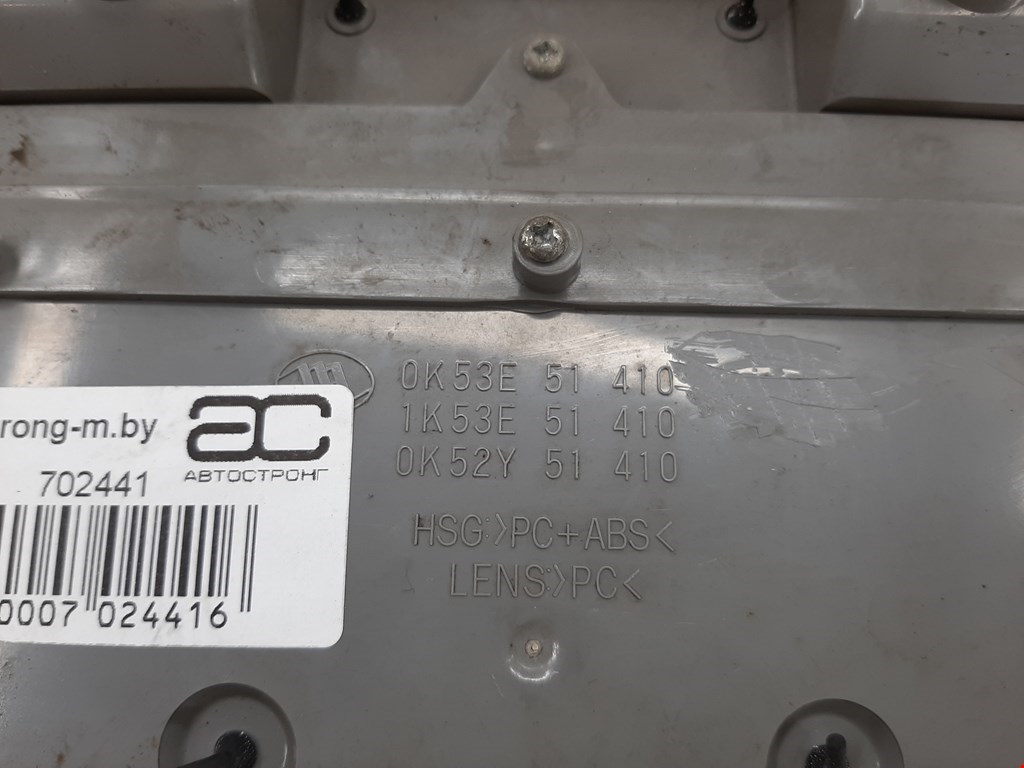 0K53E 51 410
1K53E 51 410
0K52Y 51 410
HSG:>PC+ABS<
LENS:>PC<
rong-m.by
ac
АВТОСТРОНГ
702441
0007 024416